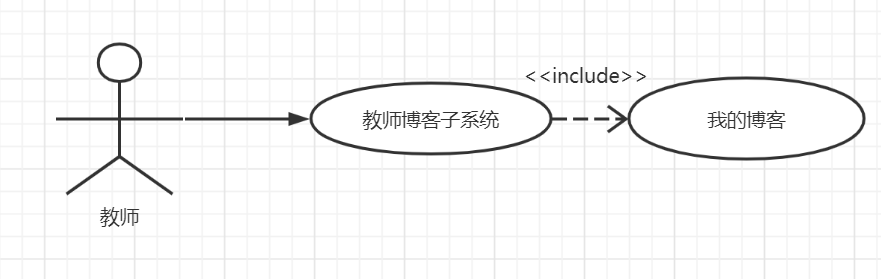 <<include>>
教师博客子系统
我的博客
教师